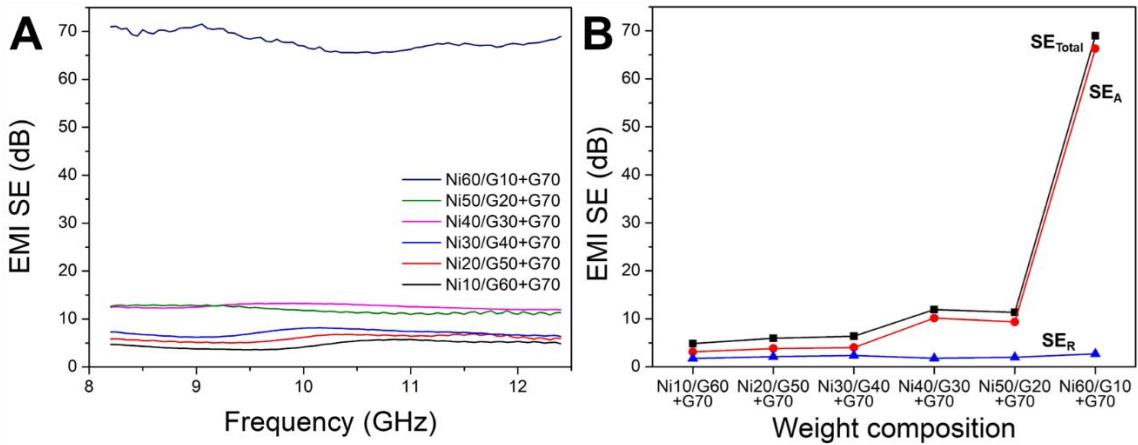 A
EMI SE (dB)
70
60
50
40
30
20
10
0
Ni60/G10+G70
Ni50/G20+G70
Ni40/G30+G70
Ni30/G40+G70
Ni20/G50+G70
Ni10/G60+G70
8
9
10
11
12
Frequency (GHz)
B
EMI SE (dB)
70
60
50
40
30
20
10
0
SETotal
SEA
SER
Ni10/G60 Ni20/G50 Ni30/G40 Ni40/G30 Ni50/G20 Ni60/G10
+G70 +G70 +G70 +G70 +G70 +G70
Weight composition